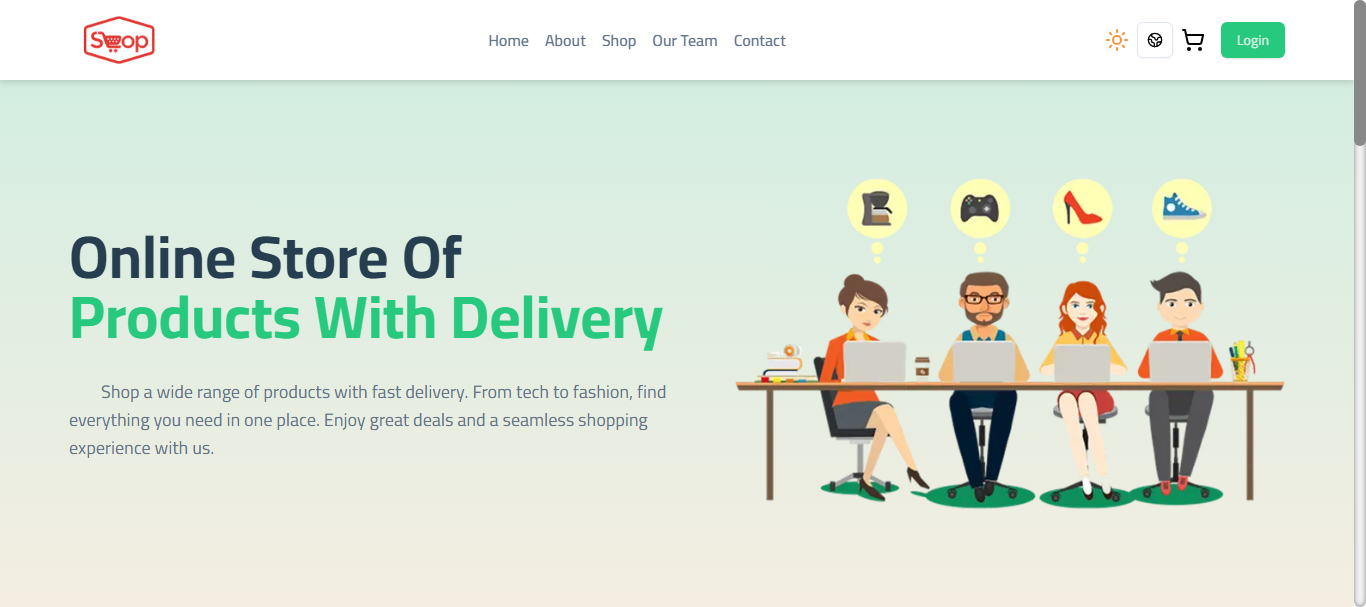 Shop
Home About Shop Our Team Contact
Login
Online Store Of
Products With Delivery
Shop a wide range of products with fast delivery. From tech to fashion, find
everything you need in one place. Enjoy great deals and a seamless shopping
experience with us.